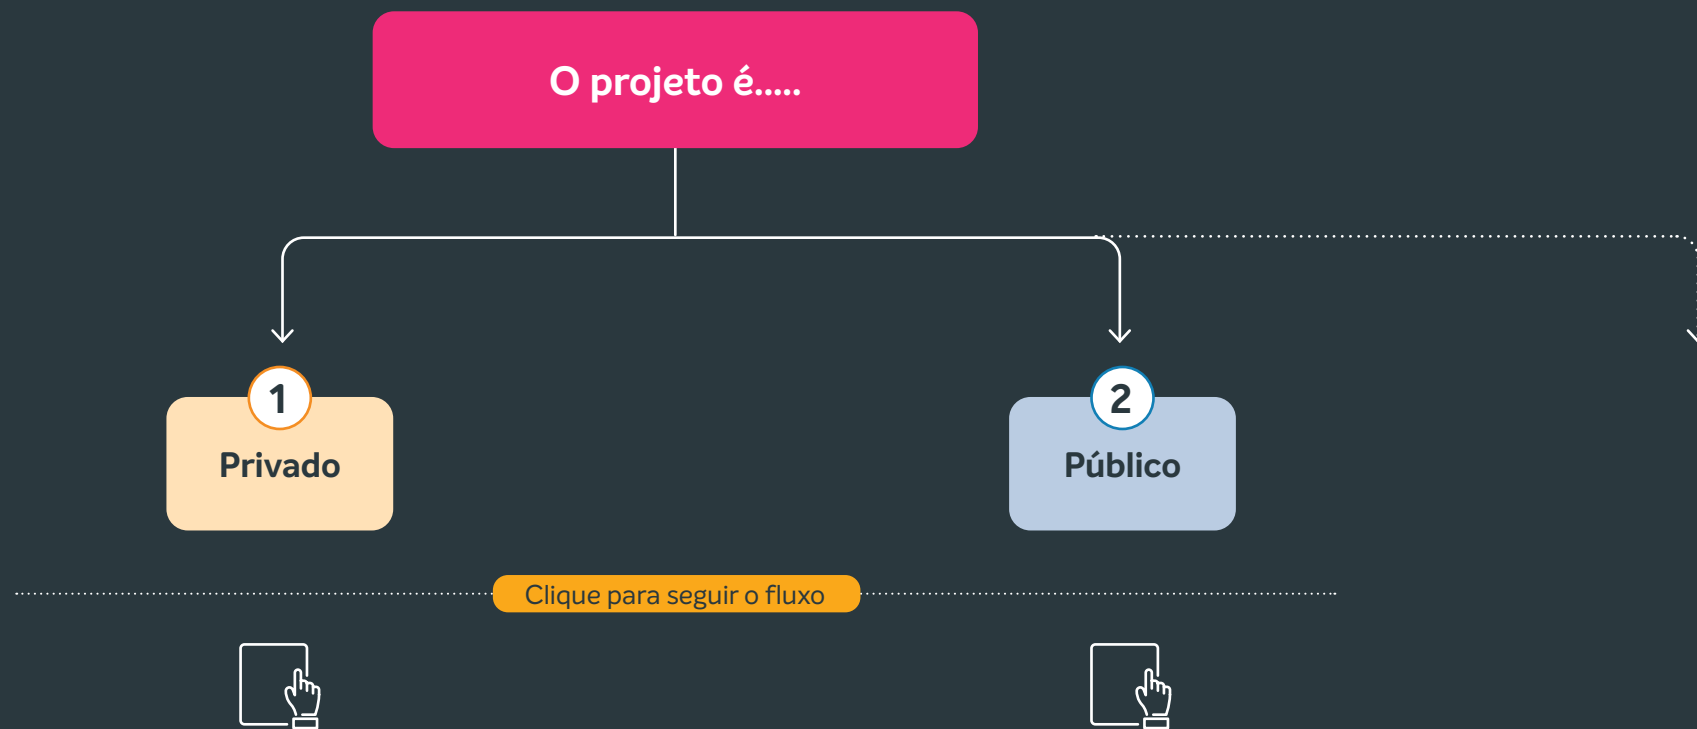 O projeto é.....
1
2
Privado
Público
Clique para seguir o fluxo